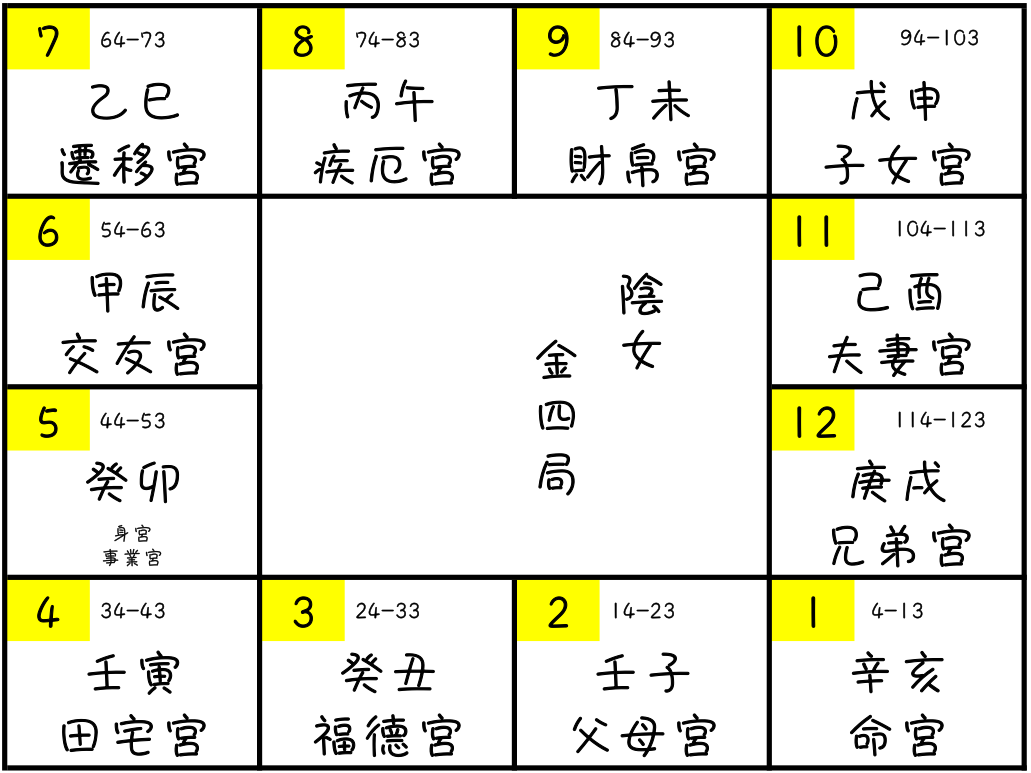 7 64-73
乙巳
遷移宮
8 74-83
丙午
疾厄宮
9 84-93
丁未
財帛宮
10 94-103
戊申
子女宮
6 54-63
甲辰
交友宮
陰女
金四局
11 104-113
己酉
夫妻宮
5 44-53
癸卯
身宮
事業宮
12 114-123
庚戌
兄弟宮
4 34-43
壬寅
田宅宮
3 24-33
癸丑
福德宮
2 14-23
壬子
父母宮
1 4-13
辛亥
命宮